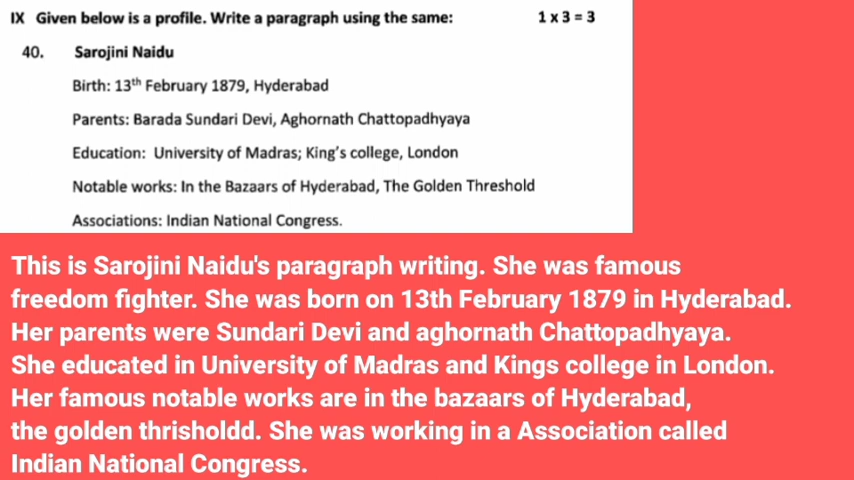 IX Given below is a profile. Write a paragraph using the same: 1 x 3 = 3
40. Sarojini Naidu
Birth: 13th February 1879, Hyderabad
Parents: Barada Sundari Devi, Aghornath Chattopadhyaya
Education: University of Madras; King's college, London
Notable works: In the Bazaars of Hyderabad, The Golden Threshold
Associations: Indian National Congress.
This is Sarojini Naidu's paragraph writing. She was famous
freedom fighter. She was born on 13th February 1879 in Hyderabad.
Her parents were Sundari Devi and aghornath Chattopadhyaya.
She educated in University of Madras and Kings college in London.
Her famous notable works are in the bazaars of Hyderabad,
the golden thrisholdd. She was working in a Association called
Indian National Congress.